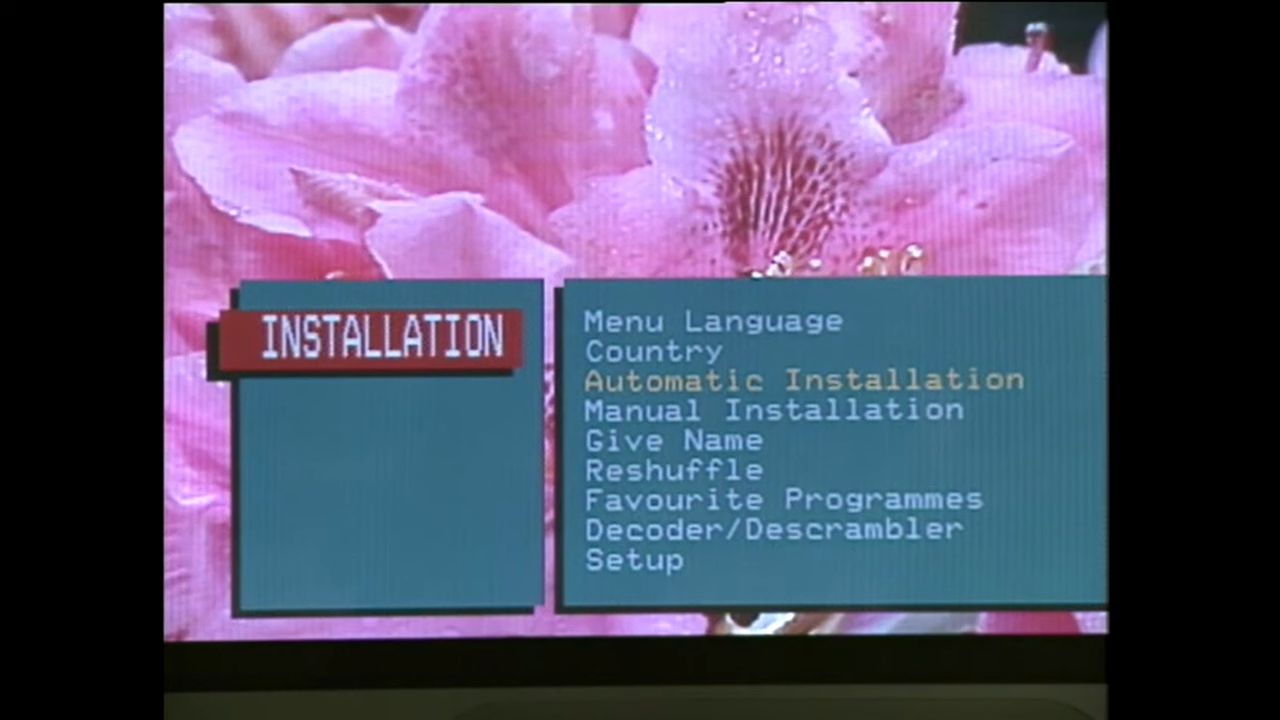 INSTALLATION
Menu Language
Country
Automatic Installation
Manual Installation
Give Name
Reshuffle
Favourite Programmes
Decoder/Descrambler
Setup